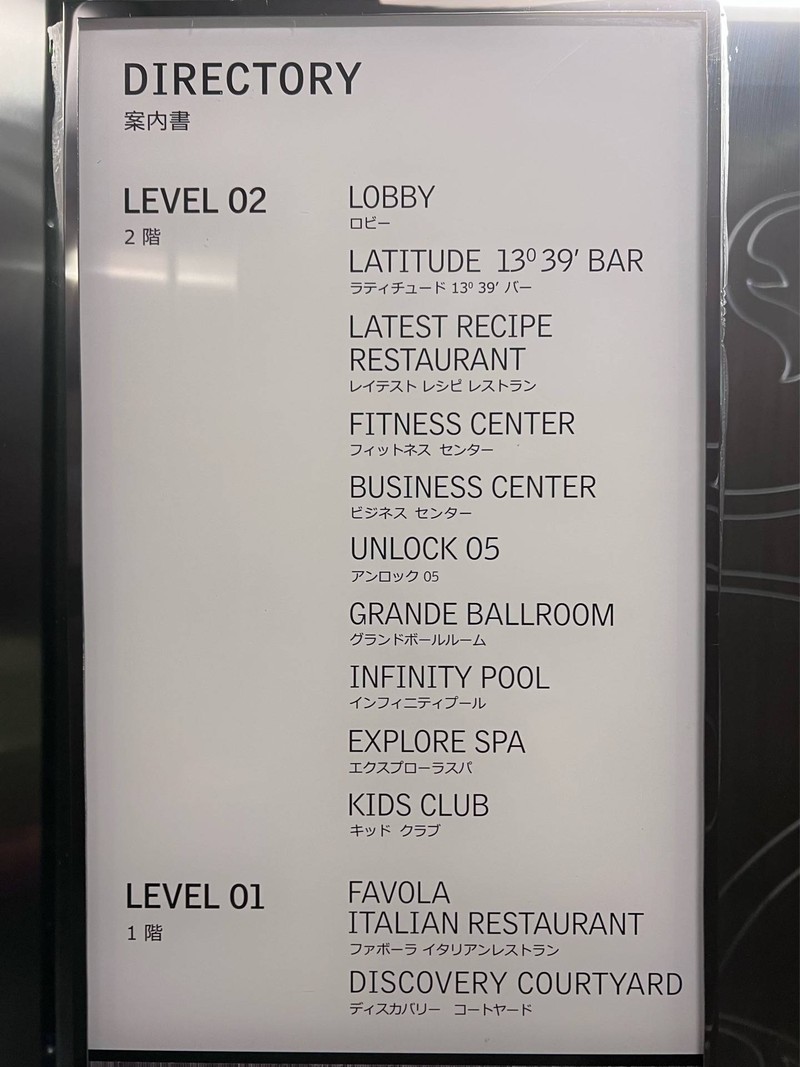 DIRECTORY
案内書
LEVEL 02
2 階
LOBBY
ロビー
LATITUDE 13⁰ 39′ BAR
ラティチュード 13⁰ 39′ バー
LATEST RECIPE
RESTAURANT
レイテスト レシピ レストラン
FITNESS CENTER
フィットネス センター
BUSINESS CENTER
ビジネス センター
UNLOCK 05
アンロック 05
GRANDE BALLROOM
グランドボールルーム
INFINITY POOL
インフィニティプール
EXPLORE SPA
エクスプローラスパ
KIDS CLUB
キッド クラブ
LEVEL 01
1 階
FAVOLA
ITALIAN RESTAURANT
ファボーラ イタリアンレストラン
DISCOVERY COURTYARD
ディスカバリー コートヤード